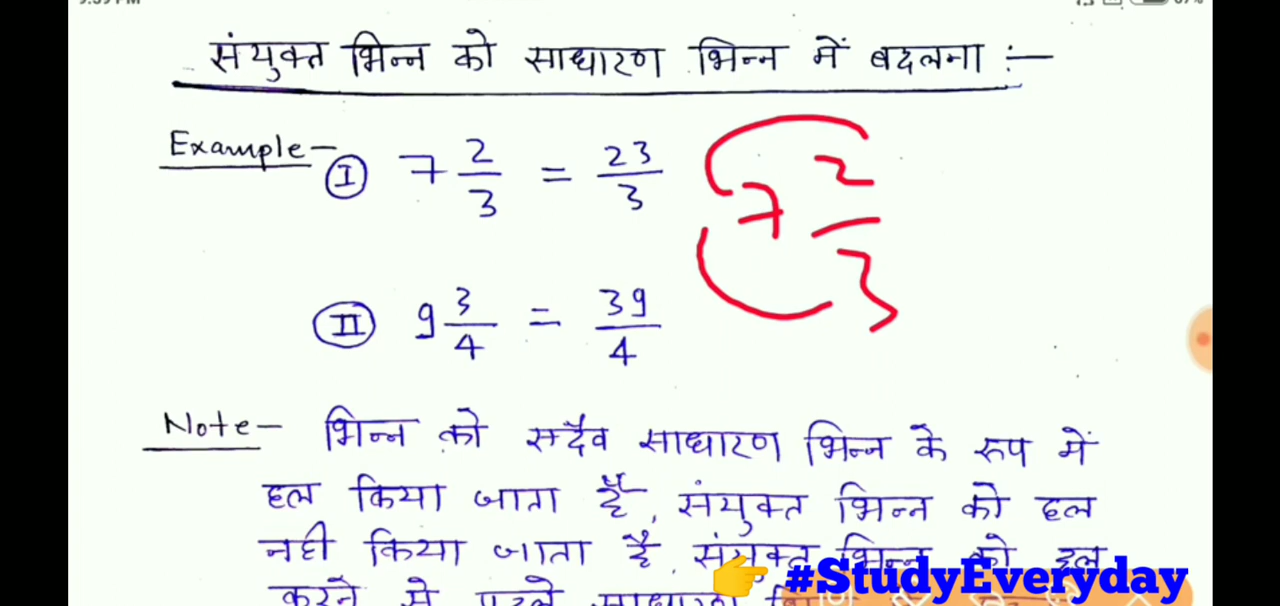 संयुक्त भिन्न को साधारण भिन्न में बदलना :—
Example – I 7 2/3 = 23/3
7 2/3
II 9 3/4 = 39/4
Note – भिन्न को सदैव साधारण भिन्न के रूप में
हल किया जाता है, संयुक्त भिन्न को हल
नही किया जाता है. संयुक्त भिन्न को हल
करने से पहले साधारण
👉 #StudyEveryday